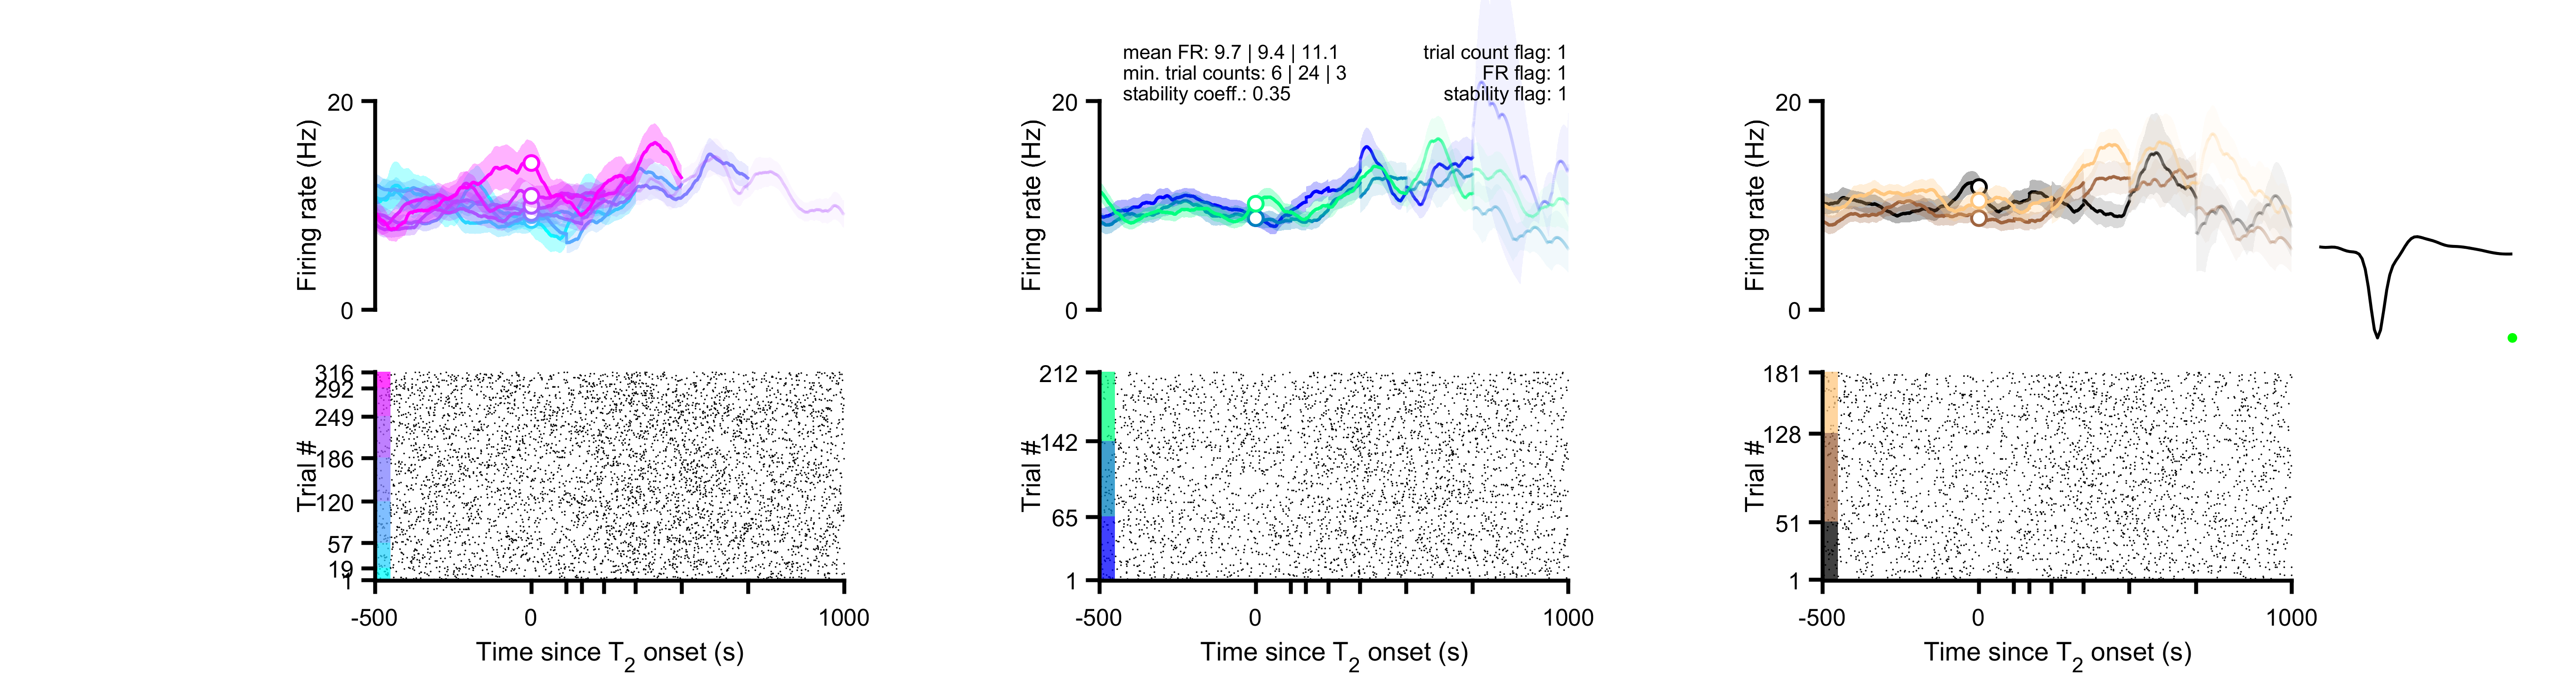 mean FR: 9.7 | 9.4 | 11.1
min. trial counts: 6 | 24 | 3
stability coeff.: 0.35
trial count flag: 1
FR flag: 1
stability flag: 1
20
Firing rate (Hz)
0
20
Firing rate (Hz)
0
20
Firing rate (Hz)
0
316
292
249
186
120
57
19
1
Trial #
-500
0
1000
Time since T2 onset (s)
212
142
65
1
Trial #
-500
0
1000
Time since T2 onset (s)
181
128
51
1
Trial #
-500
0
1000
Time since T2 onset (s)